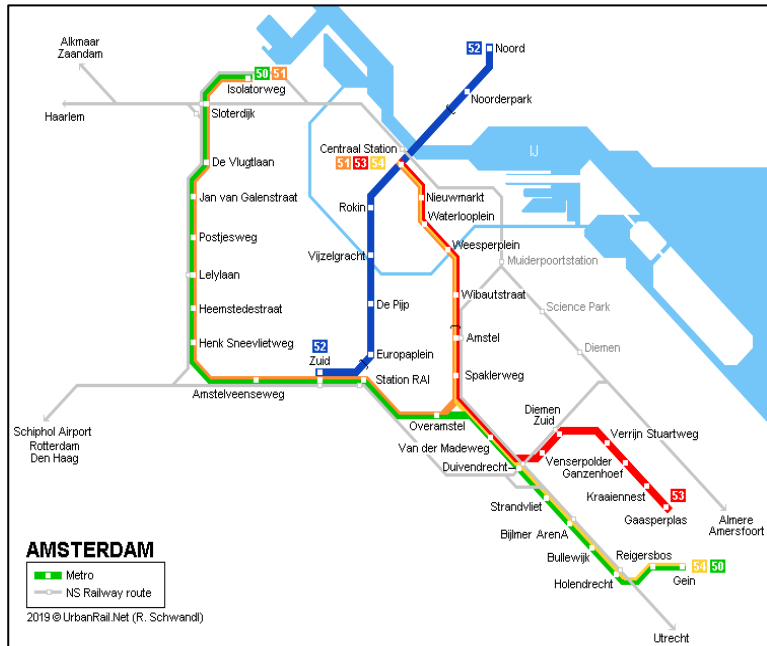 Alkmaar
Zaandam
50 51
Isolatorweg
52
Noord
Haarlem
Sloterdijk
Noorderpark
Centraal Station
51 53 54
IJ
De Vlugtlaan
Nieuwmarkt
Jan van Galenstraat
Rokin
Waterlooplein
Postjesweg
Weesperplein
Vijzelgracht
Muiderpoortstation
Lelylaan
Wibautstraat
Heemstedestraat
De Pijp
Science Park
Henk Sneevlietweg
Amstel
Diemen
52
Zuid
Europaplein
Station RAI
Spaklerweg
Amstelveenseweg
Schiphol Airport
Rotterdam
Den Haag
Overamstel
Diemen
Zuid
Van der Madeweg
Verrijn Stuartweg
Venserpolder
Duivendrecht
Ganzenhoef
Kraaiennest
53
Strandvliet
Gaasperplas
Almere
Amersfoort
Bijlmer ArenA
Bullewijk
Reigersbos
54 50
Holendrecht
Gein
Utrecht
AMSTERDAM
Metro
NS Railway route
2019 © UrbanRail.Net (R. Schwandl)